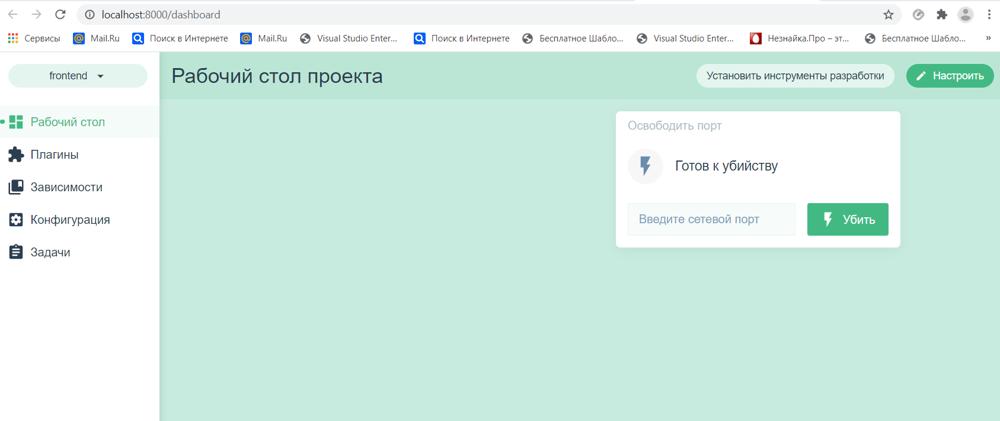 localhost:8000/dashboard
Сервисы Mail.Ru Поиск в Интернете Mail.Ru Visual Studio Enter... Поиск в Интернете Бесплатное Шабло... Visual Studio Enter... Незнайка.Про – эт... Бесплатное Шабло... »
frontend
Рабочий стол проекта
Установить инструменты разработки
Настроить
Рабочий стол
Плагины
Зависимости
Конфигурация
Задачи
Освободить порт
Готов к убийству
Введите сетевой порт
Убить